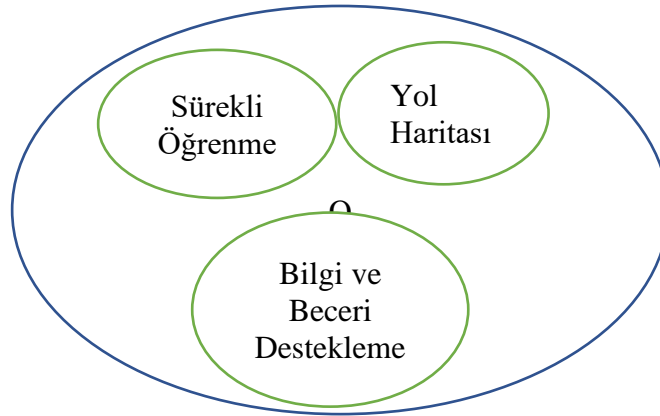 Sürekli
Öğrenme
Yol
Haritası
Bilgi ve
Beceri
Destekleme